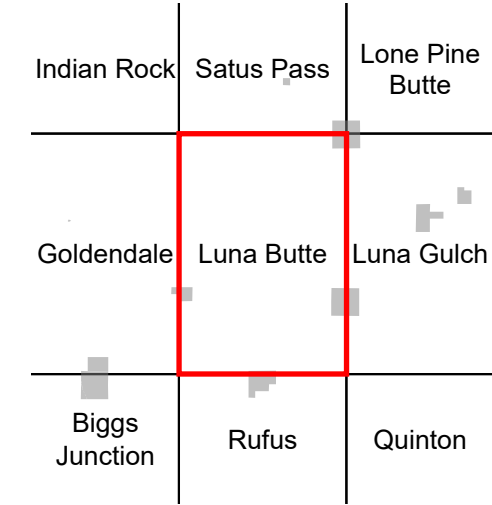 Indian Rock
Satus Pass
Lone Pine
Butte
Goldendale
Luna Butte
Luna Gulch
Biggs
Junction
Rufus
Quinton